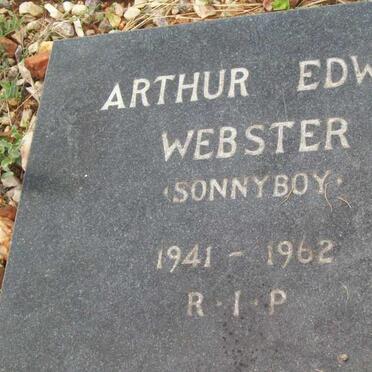 ARTHUR EDW
WEBSTER
(SONNYBOY)
1941 - 1962
R·I·P